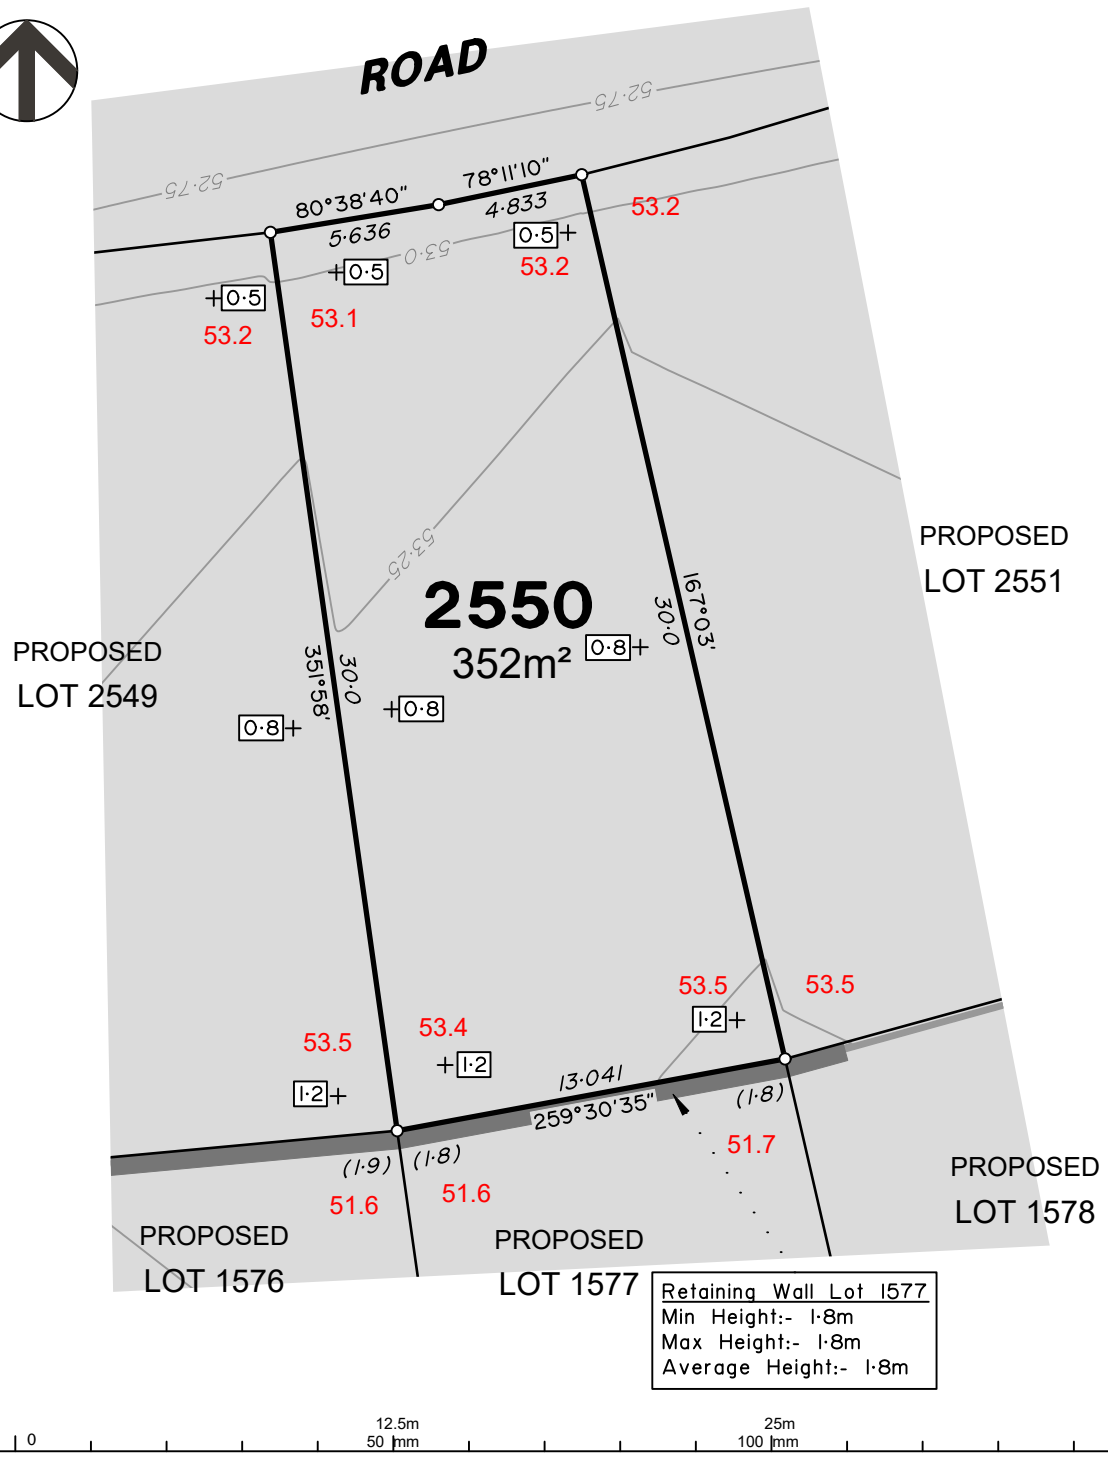 ROAD
52·75
52·75
78°11'10"
80°38'40"
4·833
53.2
5·636
0·5
53·0
53.2
0·5
0·5
53.1
53.2
53·25
PROPOSED
LOT 2551
2550
352m²
167°03'
30·0
0·8
PROPOSED
LOT 2549
351°58'
30·0
0·8
0·8
53.5
53.5
1·2
53.4
53.5
1·2
1·2
13·041
259°30'35"
(1·8)
(1·9)
(1·8)
51.7
51.6
51.6
PROPOSED
LOT 1578
PROPOSED
LOT 1576
PROPOSED
LOT 1577
Retaining Wall Lot 1577
Min Height:- 1·8m
Max Height:- 1·8m
Average Height:- 1·8m
12.5m
25m
0
50 mm
100 mm